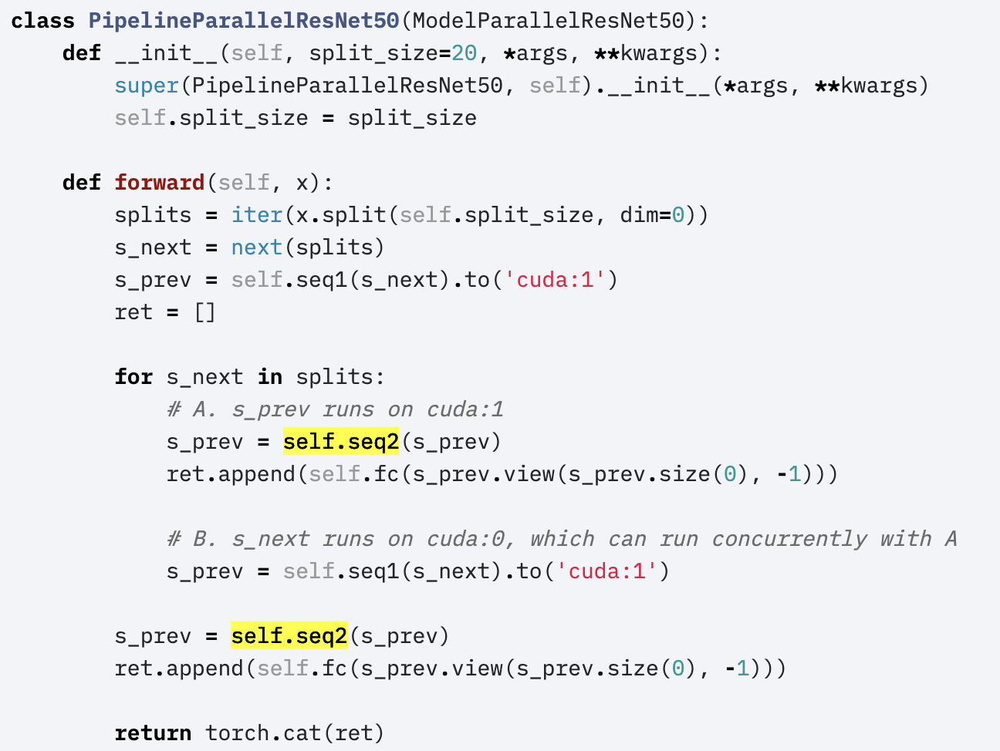 class PipelineParallelResNet50(ModelParallelResNet50):
    def __init__(self, split_size=20, *args, **kwargs):
        super(PipelineParallelResNet50, self).__init__(*args, **kwargs)
        self.split_size = split_size

    def forward(self, x):
        splits = iter(x.split(self.split_size, dim=0))
        s_next = next(splits)
        s_prev = self.seq1(s_next).to('cuda:1')
        ret = []

        for s_next in splits:
            # A. s_prev runs on cuda:1
            s_prev = self.seq2(s_prev)
            ret.append(self.fc(s_prev.view(s_prev.size(0), -1)))

            # B. s_next runs on cuda:0, which can run concurrently with A
            s_prev = self.seq1(s_next).to('cuda:1')

        s_prev = self.seq2(s_prev)
        ret.append(self.fc(s_prev.view(s_prev.size(0), -1)))

        return torch.cat(ret)